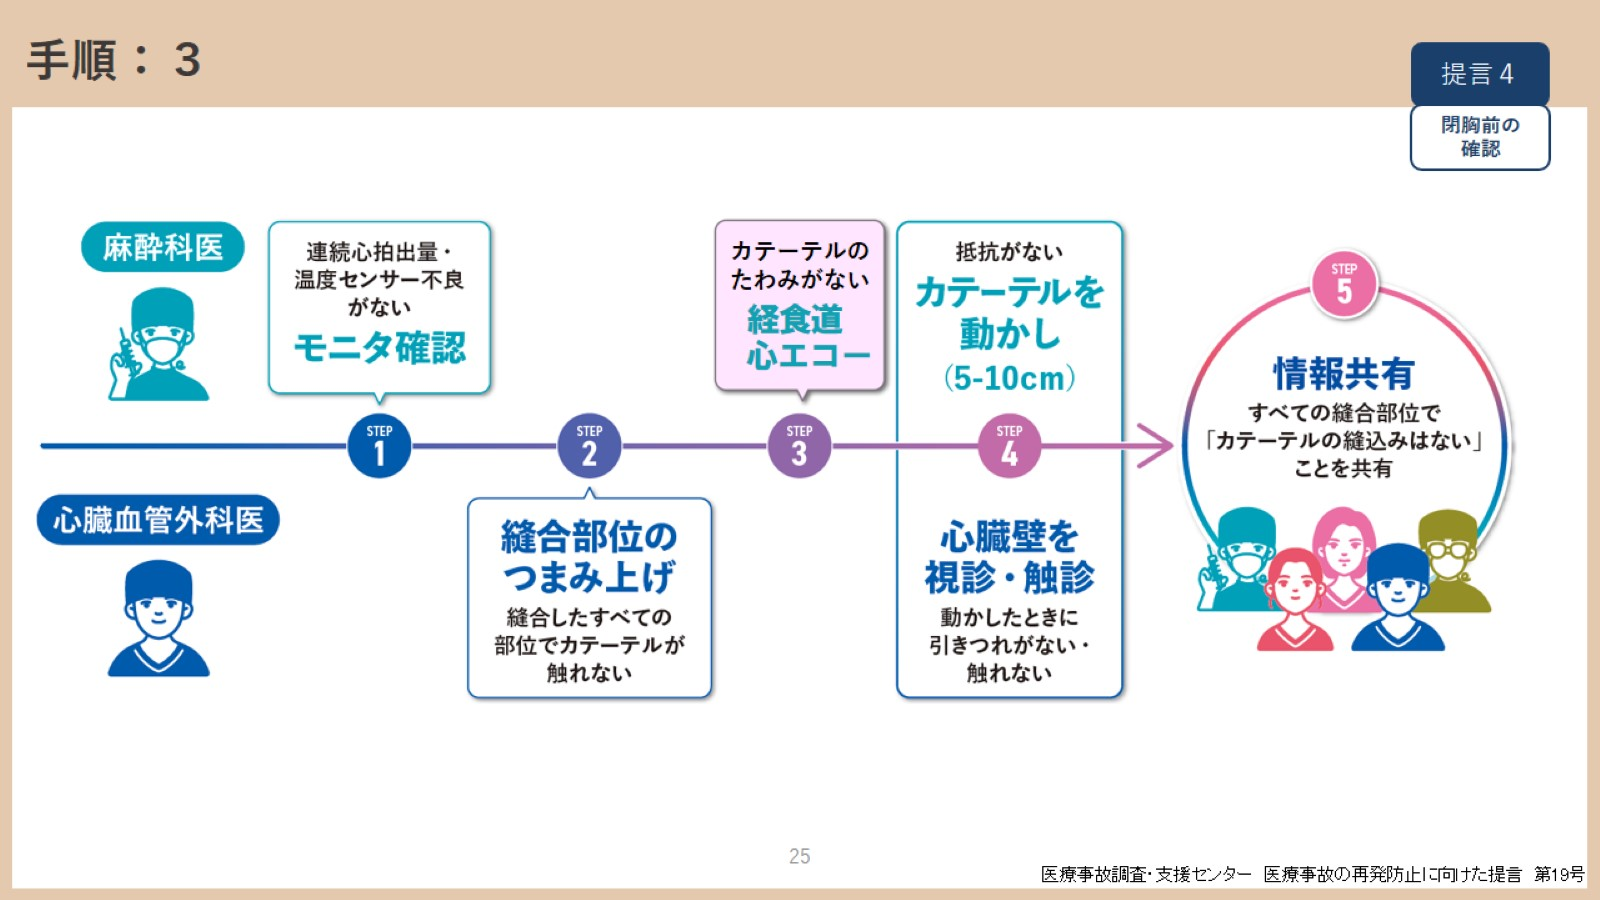 手順：３
提言４
閉胸前の
確認
麻酔科医
連続心拍出量・
温度センサー不良
がない
モニタ確認
カテーテルの
たわみがない
経食道
心エコー
抵抗がない
カテーテルを
動かし
（5-10cm）
STEP
1
STEP
2
STEP
3
STEP
4
STEP
5
心臓血管外科医
縫合部位の
つまみ上げ
縫合したすべての
部位でカテーテルが
触れない
心臓壁を
視診・触診
動かしたときに
引きつれがない・
触れない
情報共有
すべての縫合部位で
「カテーテルの縫込みはない」
ことを共有
25
医療事故調査・支援センター　医療事故の再発防止に向けた提言　第19号